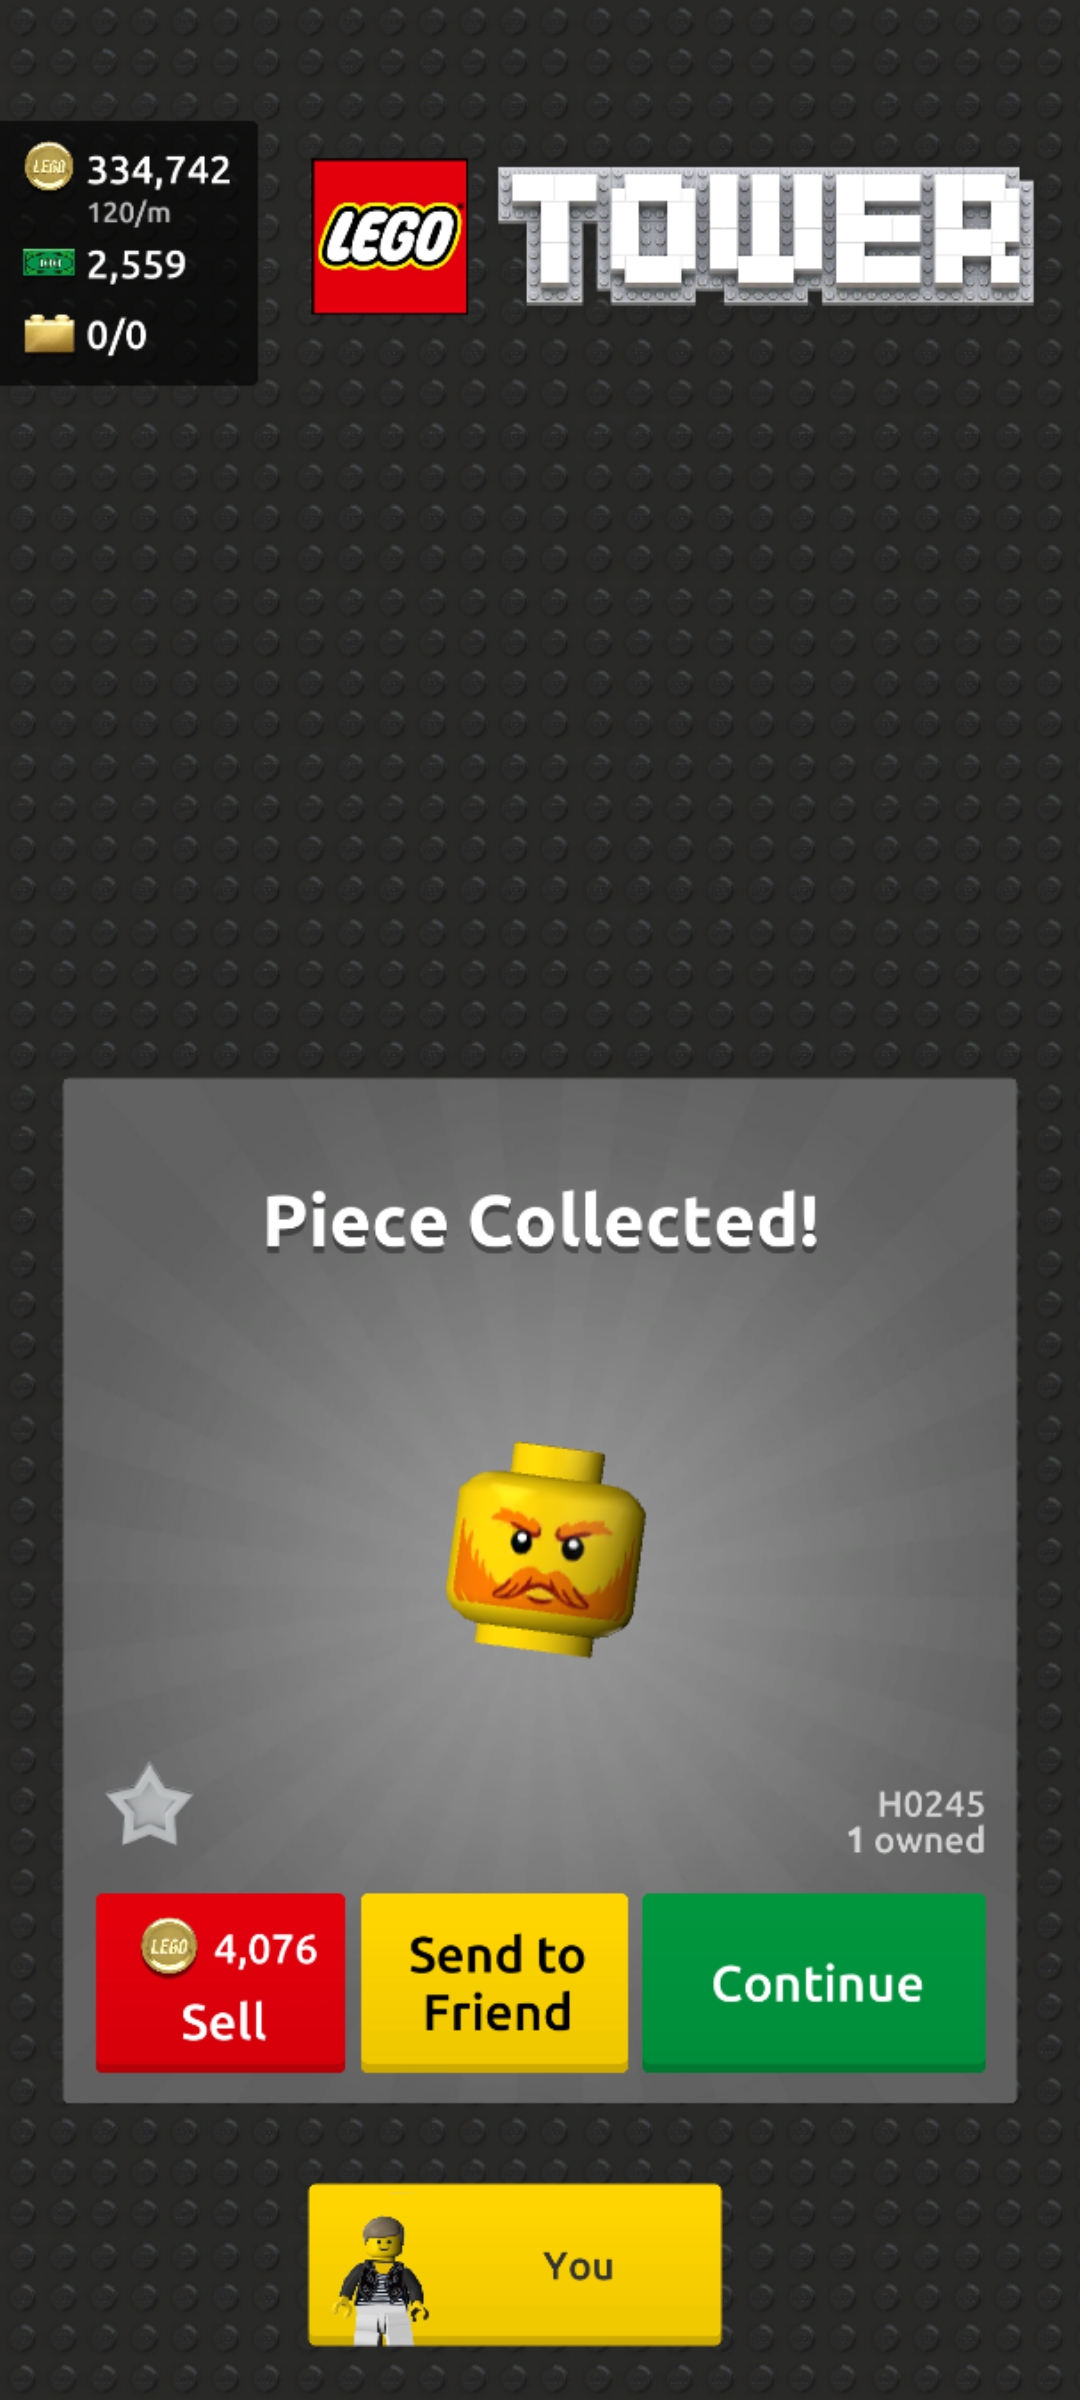 LEGO 334,742
120/m
2,559
0/0
LEGO TOWER
Piece Collected!
H0245
1 owned
LEGO 4,076
Sell
Send to
Friend
Continue
You